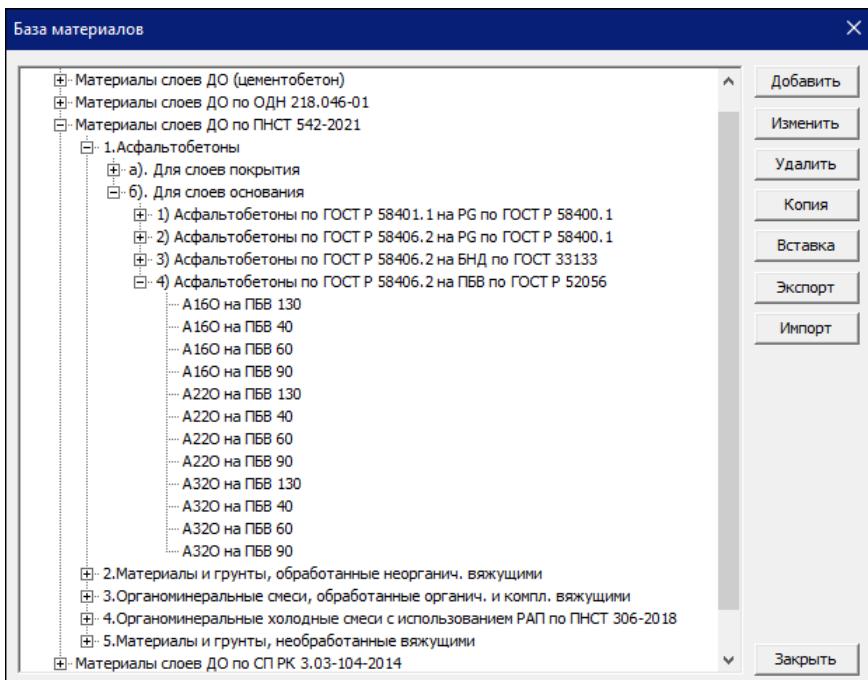 База материалов
Материалы слоев ДО (цементобетон)
Материалы слоев ДО по ОДН 218.046-01
Материалы слоев ДО по ПНСТ 542-2021
1.Асфальтобетоны
а). Для слоев покрытия
б). Для слоев основания
1) Асфальтобетоны по ГОСТ Р 58401.1 на PG по ГОСТ Р 58400.1
2) Асфальтобетоны по ГОСТ Р 58406.2 на PG по ГОСТ Р 58400.1
3) Асфальтобетоны по ГОСТ Р 58406.2 на БНД по ГОСТ 33133
4) Асфальтобетоны по ГОСТ Р 58406.2 на ПБВ по ГОСТ Р 52056
А16О на ПБВ 130
А16О на ПБВ 40
А16О на ПБВ 60
А16О на ПБВ 90
А22О на ПБВ 130
А22О на ПБВ 40
А22О на ПБВ 60
А22О на ПБВ 90
А32О на ПБВ 130
А32О на ПБВ 40
А32О на ПБВ 60
А32О на ПБВ 90
2.Материалы и грунты, обработанные неорганич. вяжущими
3.Органоминеральные смеси, обработанные органич. и компл. вяжущими
4.Органоминеральные холодные смеси с использованием РАП по ПНСТ 306-2018
5.Материалы и грунты, необработанные вяжущими
Материалы слоев ДО по СП РК 3.03-104-2014
Добавить
Изменить
Удалить
Копия
Вставка
Экспорт
Импорт
Закрыть